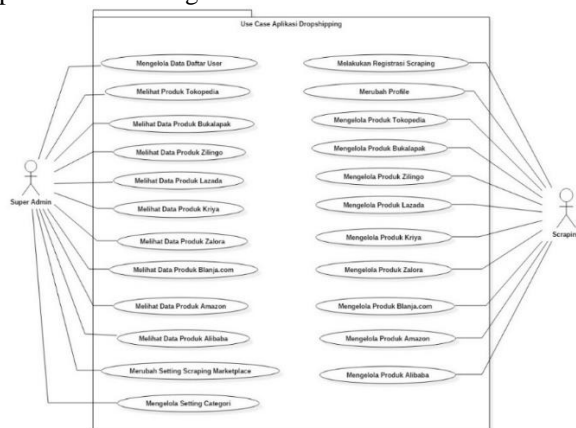 Use Case Aplikasi Dropshipping
Mengelola Data Daftar User
Melihat Produk Tokopedia
Melihat Data Produk Bukalapak
Melihat Data Produk Zilingo
Melihat Data Produk Lazada
Melihat Data Produk Kriya
Melihat Data Produk Zalora
Melihat Data Produk Blanja.com
Melihat Data Produk Amazon
Melihat Data Produk Alibaba
Merubah Setting Scraping Marketplace
Mengelola Setting Categori
Super Admin
Melakukan Registrasi Scraping
Merubah Profile
Mengelola Produk Tokopedia
Mengelola Produk Bukalapak
Mengelola Produk Zilingo
Mengelola Produk Lazada
Mengelola Produk Kriya
Mengelola Produk Zalora
Mengelola Produk Blanja.com
Mengelola Produk Amazon
Mengelola Produk Alibaba